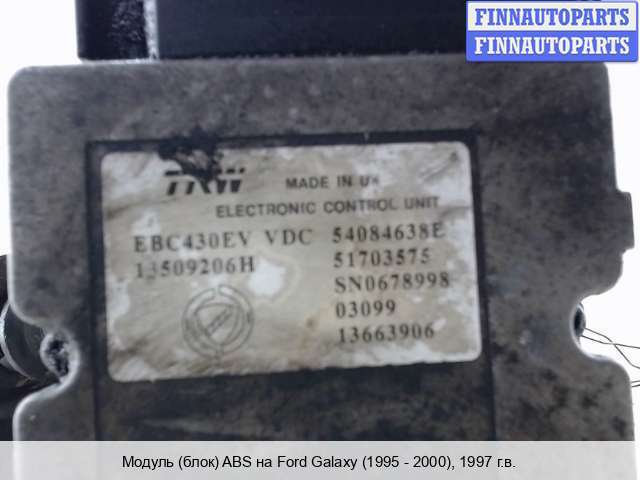 FINNAUTOPARTS
FINNAUTOPARTS
TRW MADE IN UK
ELECTRONIC CONTROL UNIT
EBC430EV VDC 54084638E
13509206H 51703575
SN0678998
03099
13663906
Модуль (блок) ABS на Ford Galaxy (1995 - 2000), 1997 г.в.